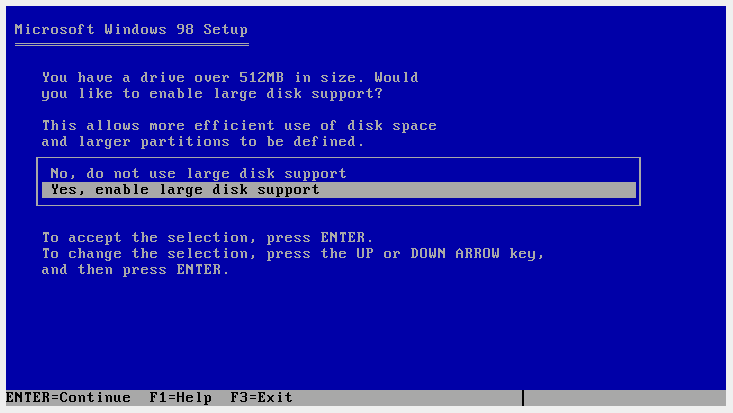 Microsoft Windows 98 Setup
You have a drive over 512MB in size. Would
you like to enable large disk support?
This allows more efficient use of disk space
and larger partitions to be defined.
No, do not use large disk support
Yes, enable large disk support
To accept the selection, press ENTER.
To change the selection, press the UP or DOWN ARROW key,
and then press ENTER.
ENTER=Continue  F1=Help  F3=Exit